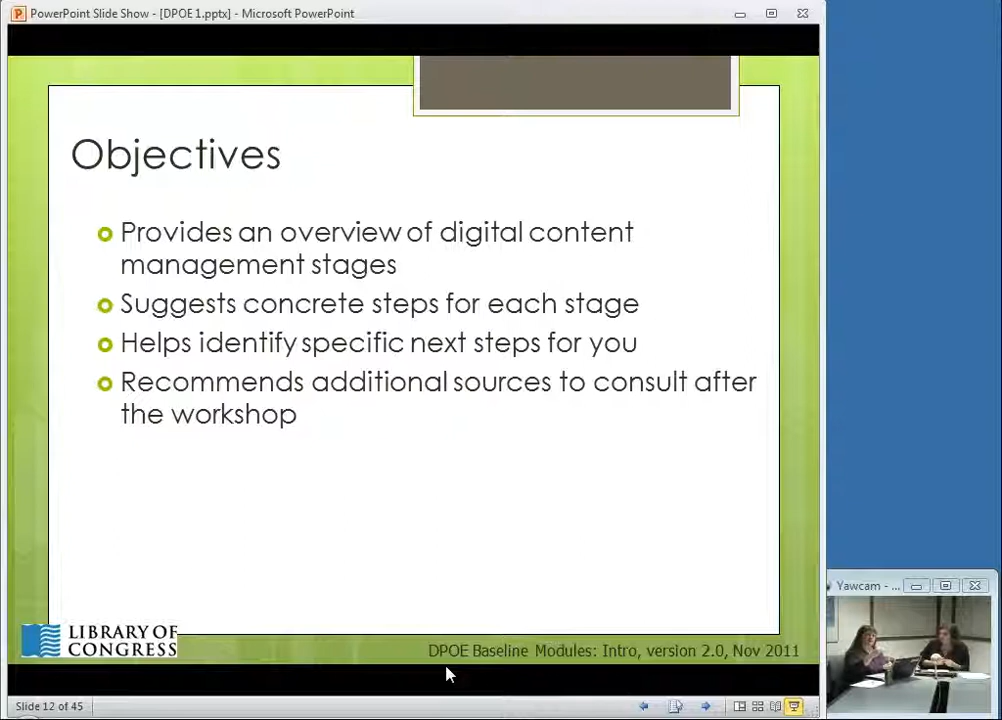 PowerPoint Slide Show - [DPOE 1.pptx] - Microsoft PowerPoint
Objectives
Provides an overview of digital content
management stages
Suggests concrete steps for each stage
Helps identify specific next steps for you
Recommends additional sources to consult after
the workshop
LIBRARY OF
CONGRESS
DPOE Baseline Modules: Intro, version 2.0, Nov 2011
Slide 12 of 45
Yawcam - ...